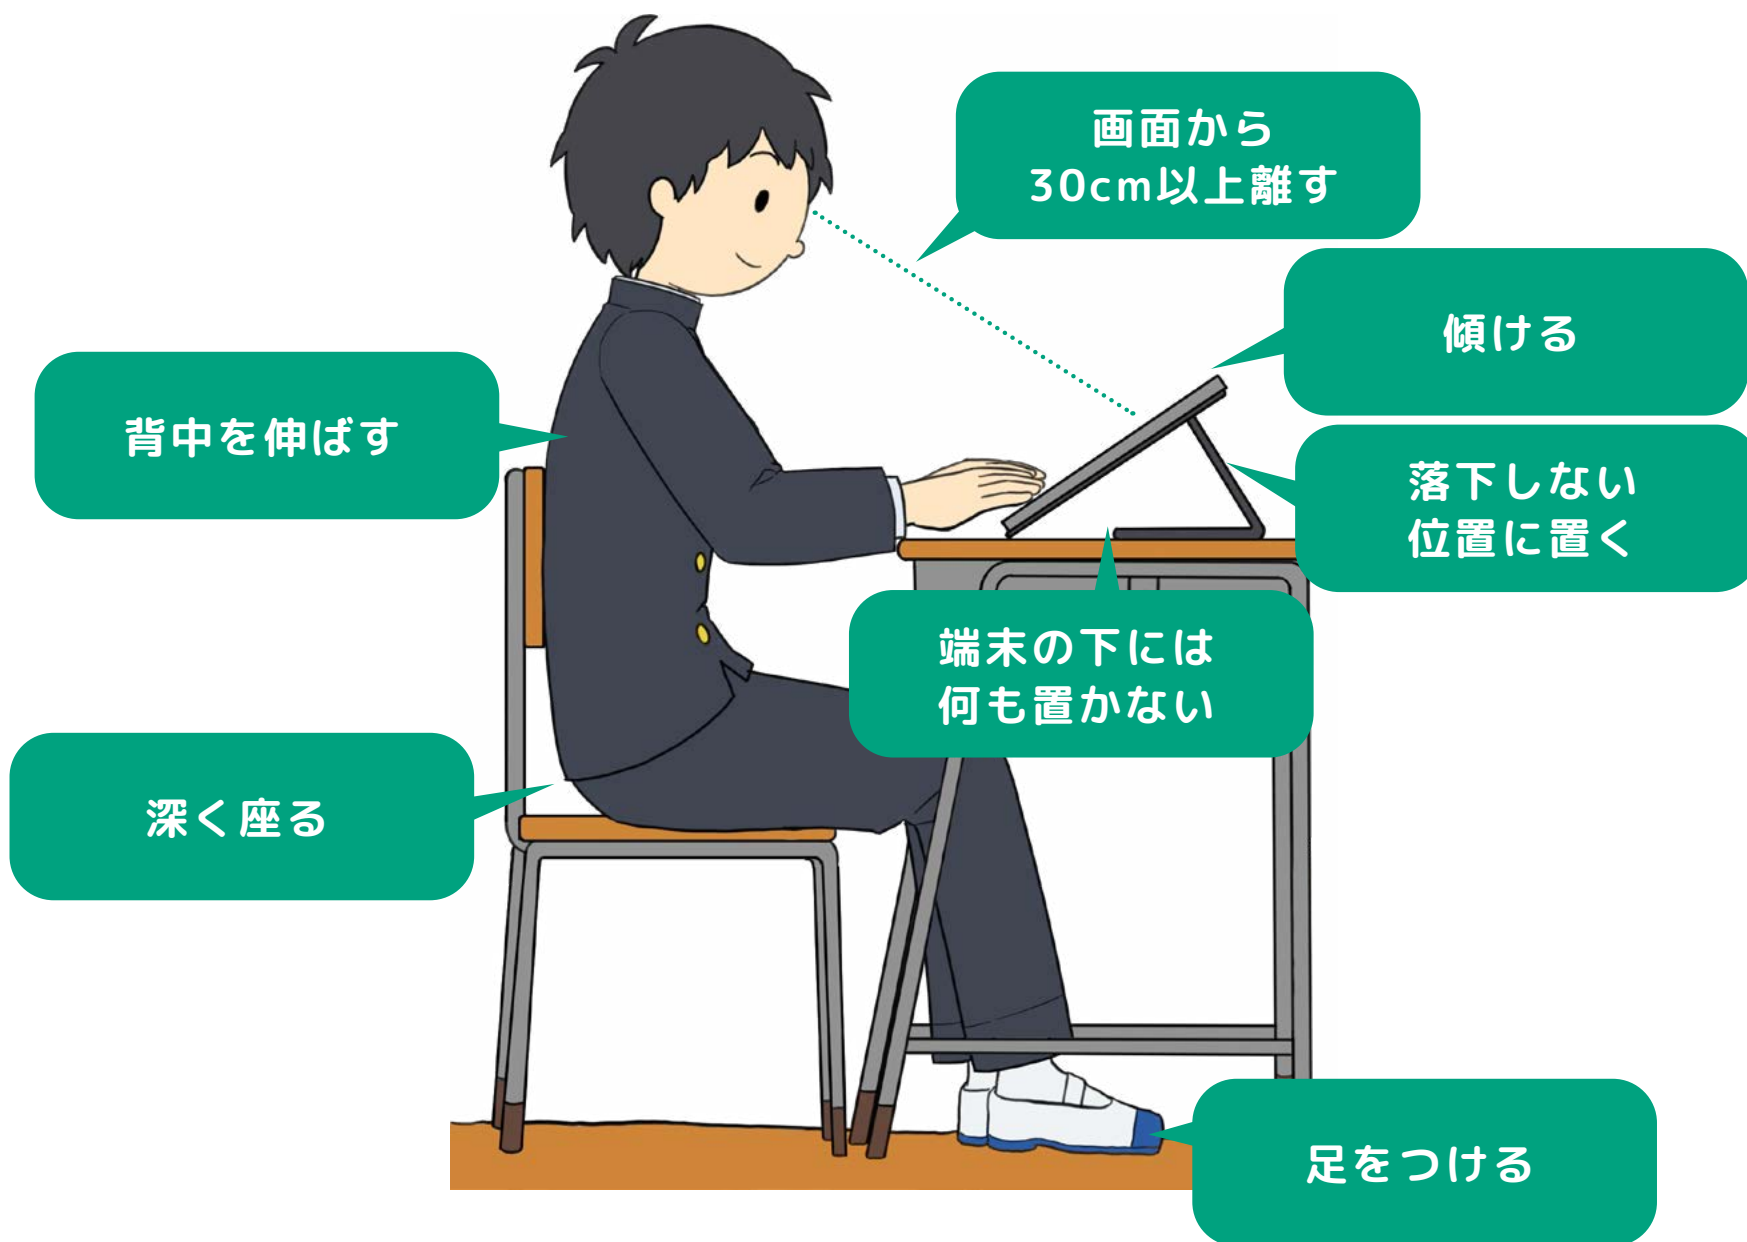 画面から
30cm以上離す
傾ける
背中を伸ばす
落下しない
位置に置く
端末の下には
何も置かない
深く座る
足をつける